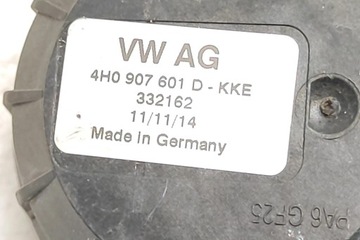 VW AG
4H0 907 601 D - KKE
332162
11/11/14
Made in Germany
PA6 GF25